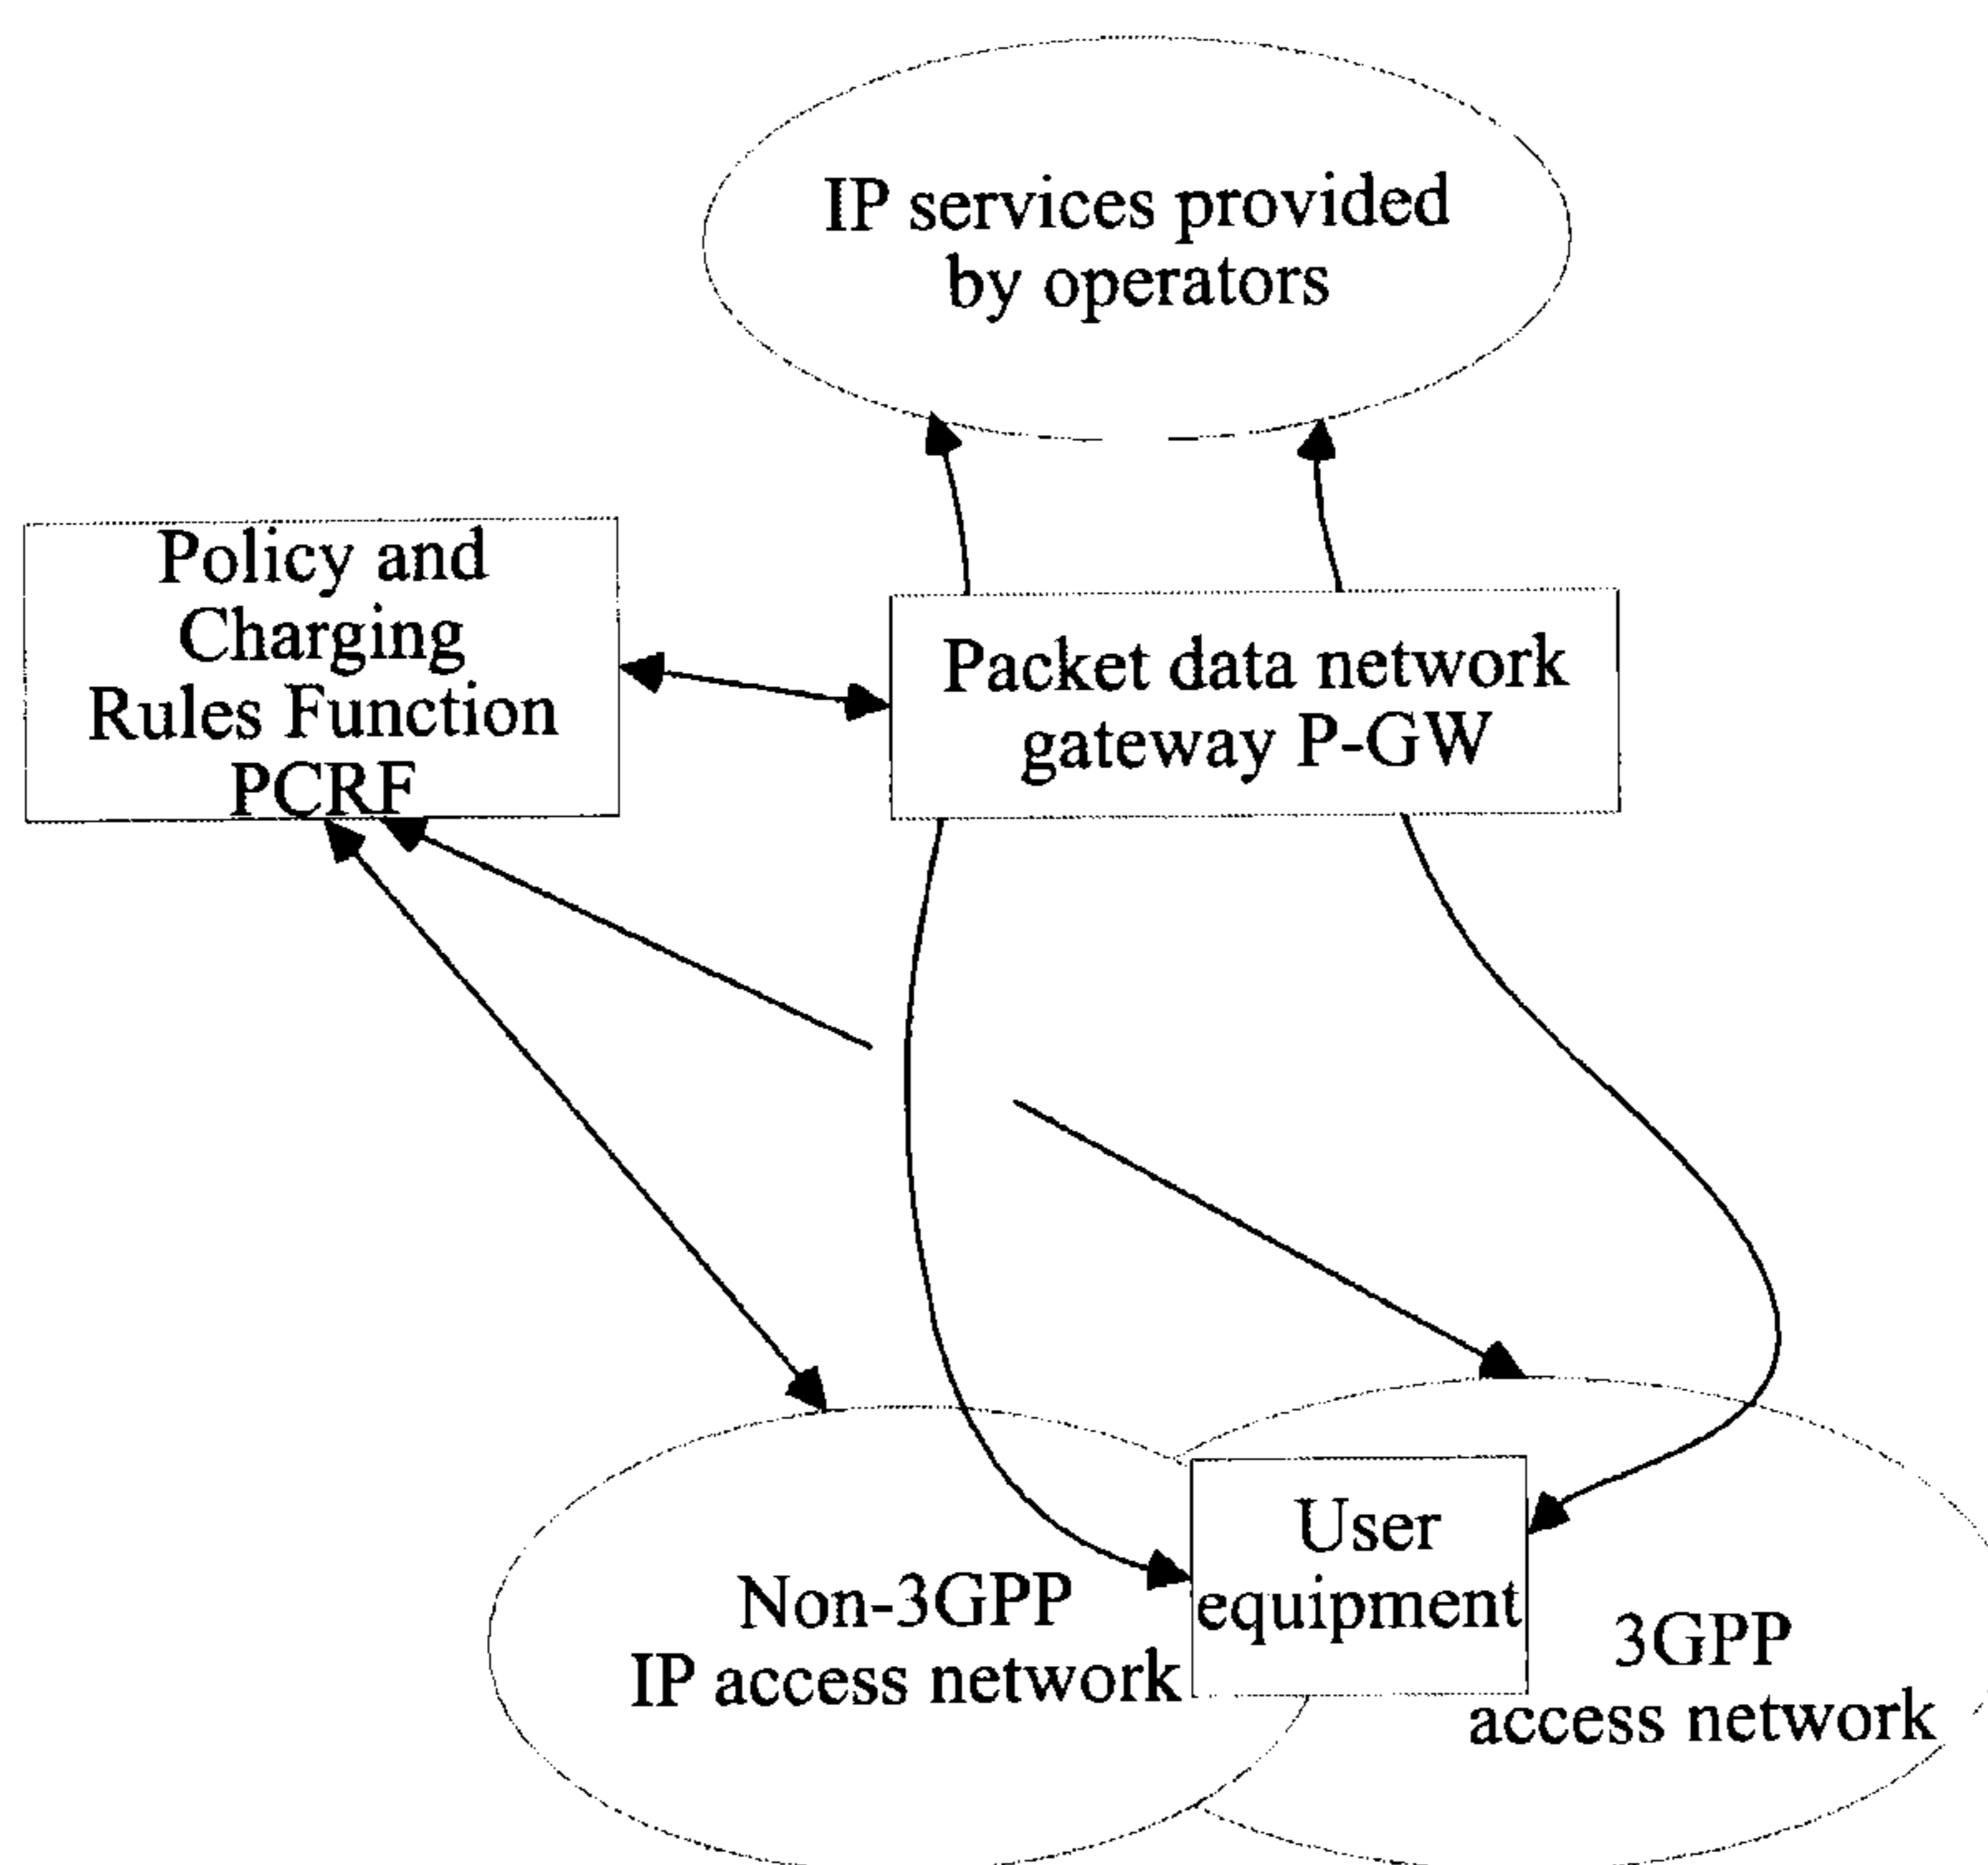 IP services provided
by operators
Policy and
Charging
Rules Function
PCRF
Packet data network
gateway P-GW
User
equipment
Non-3GPP
IP access network
3GPP
access network